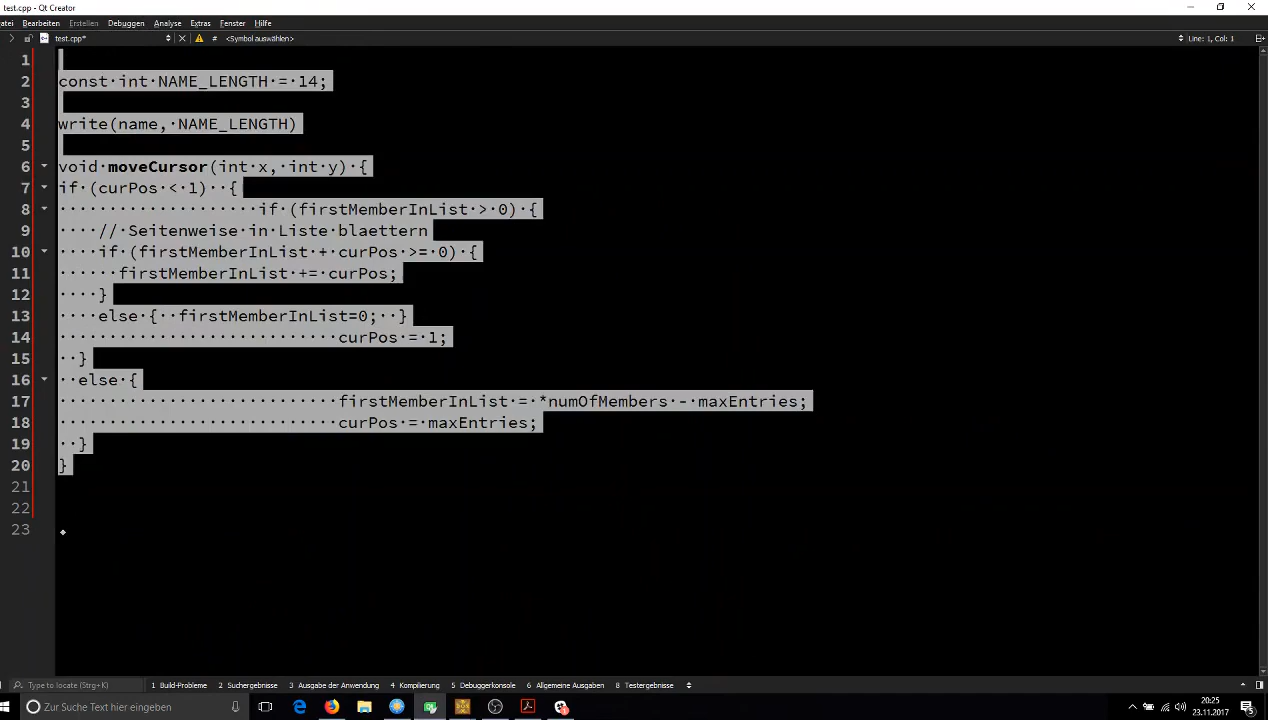 test.cpp - Qt Creator
atei Bearbeiten Erstellen Debuggen Analyse Extras Fenster Hilfe
test.cpp* # <Symbol auswählen> Line: 1, Col: 1
1
2 const int NAME_LENGTH = 14;
3
4 write(name, NAME_LENGTH)
5
6 void moveCursor(int x, int y) {
7 if (curPos < 1)  {
8                     if (firstMemberInList > 0) {
9     // Seitenweise in Liste blaettern
10     if (firstMemberInList + curPos >= 0) {
11       firstMemberInList += curPos;
12     }
13     else {  firstMemberInList=0;  }
14                             curPos = 1;
15   }
16   else {
17                             firstMemberInList = *numOfMembers - maxEntries;
18                             curPos = maxEntries;
19   }
20 }
21
22
23
Type to locate (Strg+K) 1 Build-Probleme 2 Suchergebnisse 3 Ausgabe der Anwendung 4 Kompilierung 5 Debuggerkonsole 6 Allgemeine Ausgaben 8 Testergebnisse
Zur Suche Text hier eingeben
20:25
23.11.2017
5